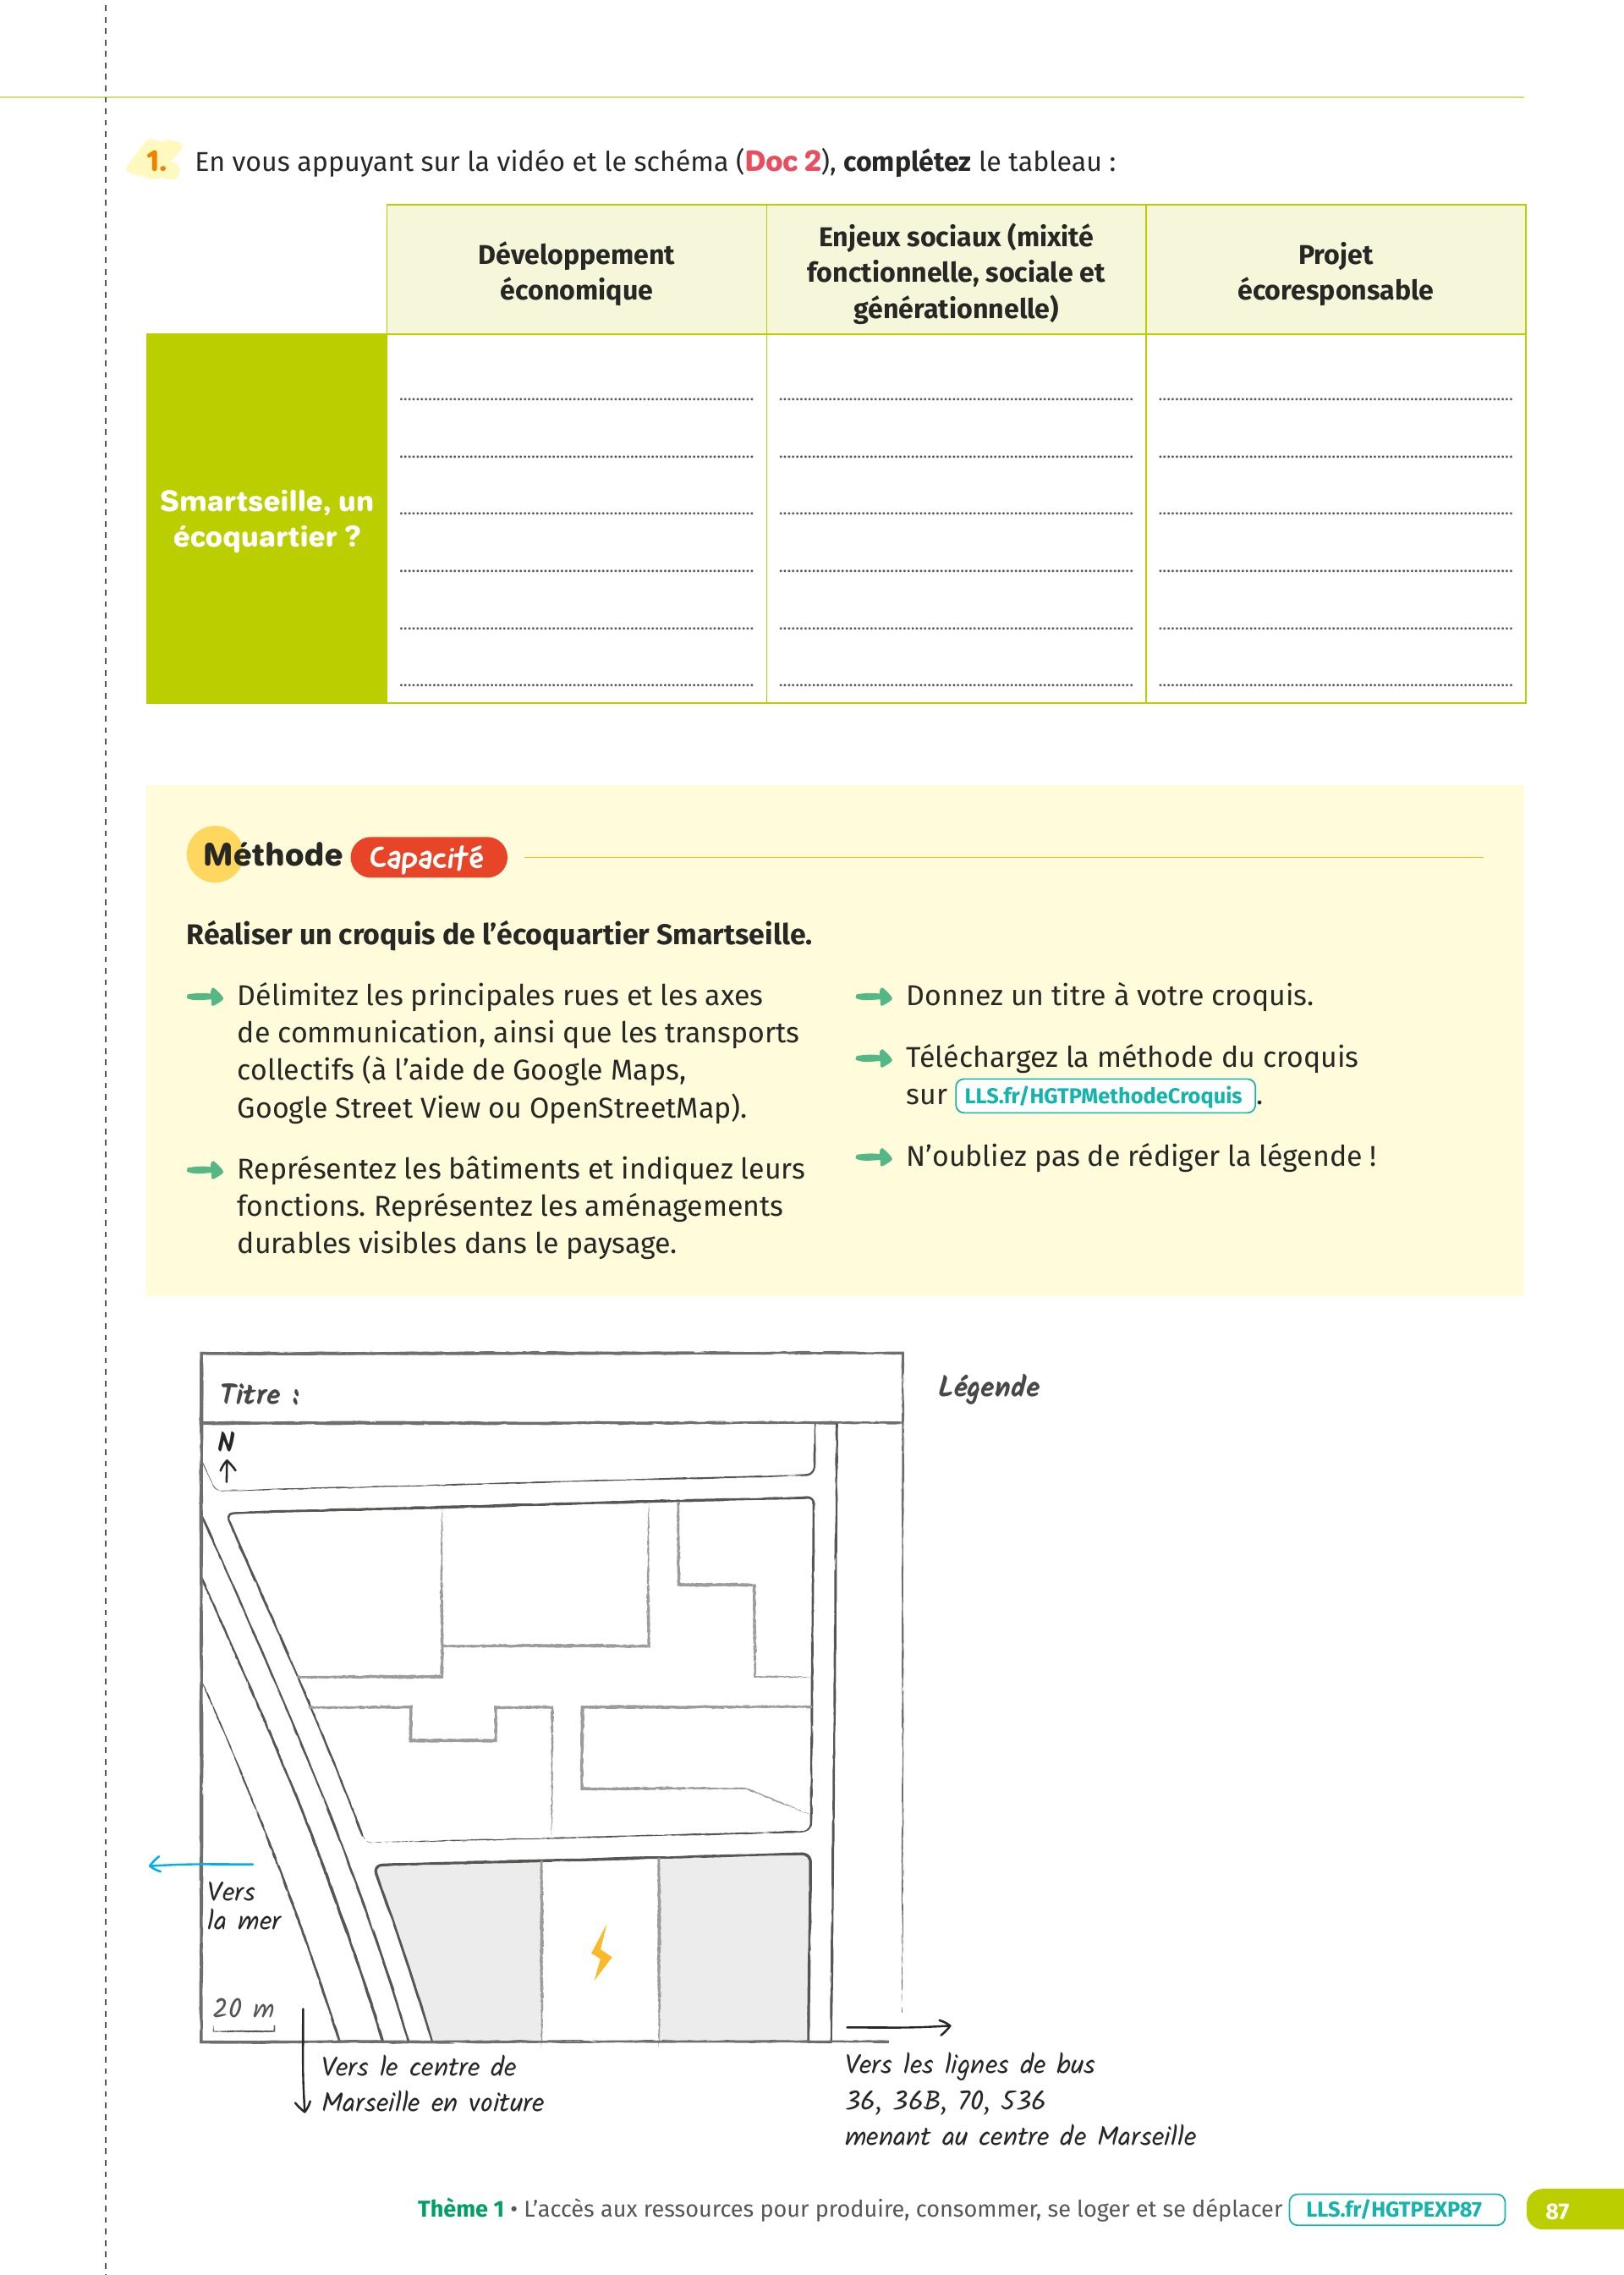 1. En vous appuyant sur la vidéo et le schéma (Doc 2), complétez le tableau :
Développement
économique
Enjeux sociaux (mixité
fonctionnelle, sociale et
générationnelle)
Projet
écoresponsable
Smartseille, un
écoquartier ?
Méthode Capacité
Réaliser un croquis de l'écoquartier Smartseille.
Délimitez les principales rues et les axes
de communication, ainsi que les transports
collectifs (à l'aide de Google Maps,
Google Street View ou OpenStreetMap).
Représentez les bâtiments et indiquez leurs
fonctions. Représentez les aménagements
durables visibles dans le paysage.
Donnez un titre à votre croquis.
Téléchargez la méthode du croquis
sur LLS.fr/HGTPMethodeCroquis .
N'oubliez pas de rédiger la légende !
Titre :
Légende
N
Vers
la mer
20 m
Vers le centre de
Marseille en voiture
Vers les lignes de bus
36, 36B, 70, 536
menant au centre de Marseille
Thème 1 • L'accès aux ressources pour produire, consommer, se loger et se déplacer LLS.fr/HGTPEXP87 87